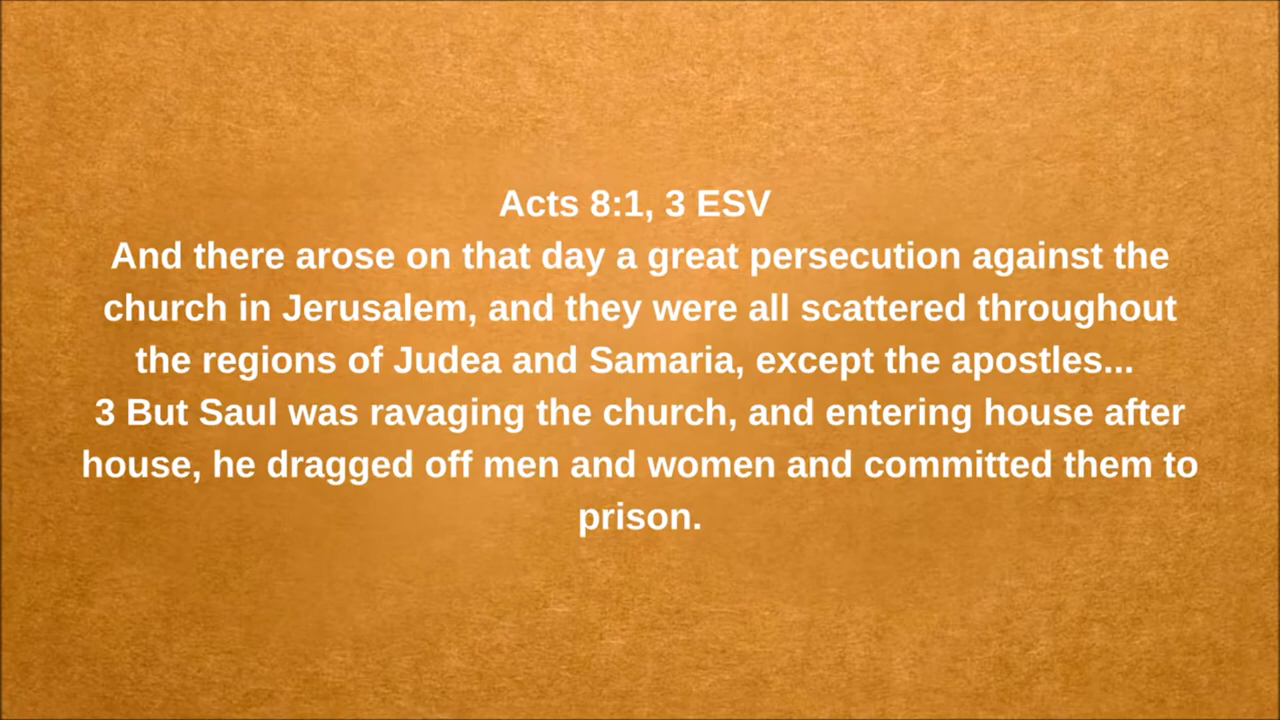 Acts 8:1, 3 ESV
And there arose on that day a great persecution against the
church in Jerusalem, and they were all scattered throughout
the regions of Judea and Samaria, except the apostles...
3 But Saul was ravaging the church, and entering house after
house, he dragged off men and women and committed them to
prison.